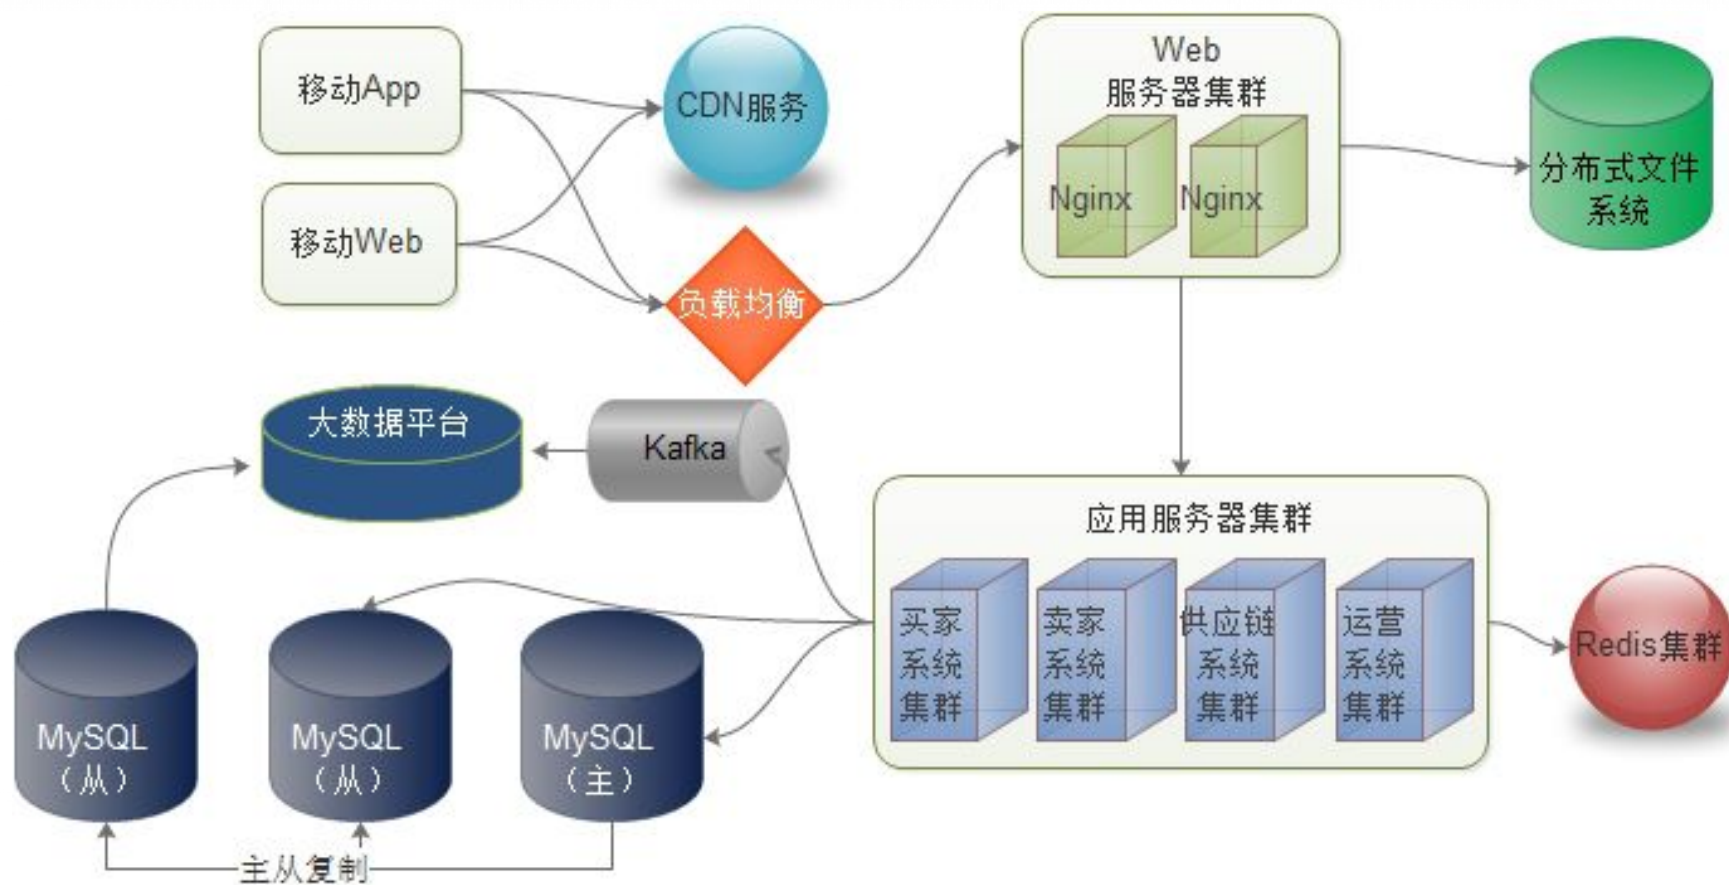 移动App
CDN服务
Web
服务器集群
Nginx
Nginx
分布式文件
系统
移动Web
负载均衡
大数据平台
Kafka
应用服务器集群
买家
系统
集群
卖家
系统
集群
供应链
系统
集群
运营
系统
集群
Redis集群
MySQL
（从）
MySQL
（从）
MySQL
（主）
主从复制